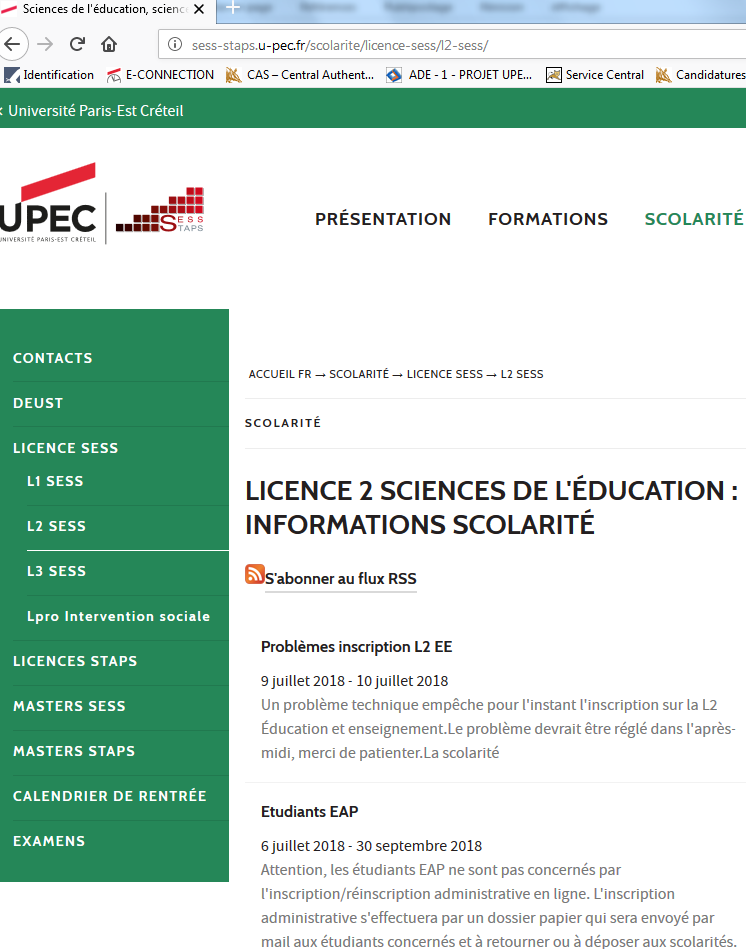 Sciences de l'éducation, science
sess-staps.u-pec.fr/scolarite/licence-sess/l2-sess/
Identification E-CONNECTION CAS – Central Authent... ADE - 1 - PROJET UPE... Service Central Candidatures
‹ Université Paris-Est Créteil
UPEC
UNIVERSITÉ PARIS-EST CRÉTEIL
SESS
STAPS
PRÉSENTATION FORMATIONS SCOLARITÉ
CONTACTS
DEUST
LICENCE SESS
L1 SESS
L2 SESS
L3 SESS
Lpro Intervention sociale
LICENCES STAPS
MASTERS SESS
MASTERS STAPS
CALENDRIER DE RENTRÉE
EXAMENS
ACCUEIL FR → SCOLARITÉ → LICENCE SESS → L2 SESS
SCOLARITÉ
LICENCE 2 SCIENCES DE L'ÉDUCATION :
INFORMATIONS SCOLARITÉ
S'abonner au flux RSS
Problèmes inscription L2 EE
9 juillet 2018 - 10 juillet 2018
Un problème technique empêche pour l'instant l'inscription sur la L2
Éducation et enseignement.Le problème devrait être réglé dans l'après-
midi, merci de patienter.La scolarité
Etudiants EAP
6 juillet 2018 - 30 septembre 2018
Attention, les étudiants EAP ne sont pas concernés par
l'inscription/réinscription administrative en ligne. L'inscription
administrative s'effectuera par un dossier papier qui sera envoyé par
mail aux étudiants concernés et à retourner ou à déposer aux scolarités.